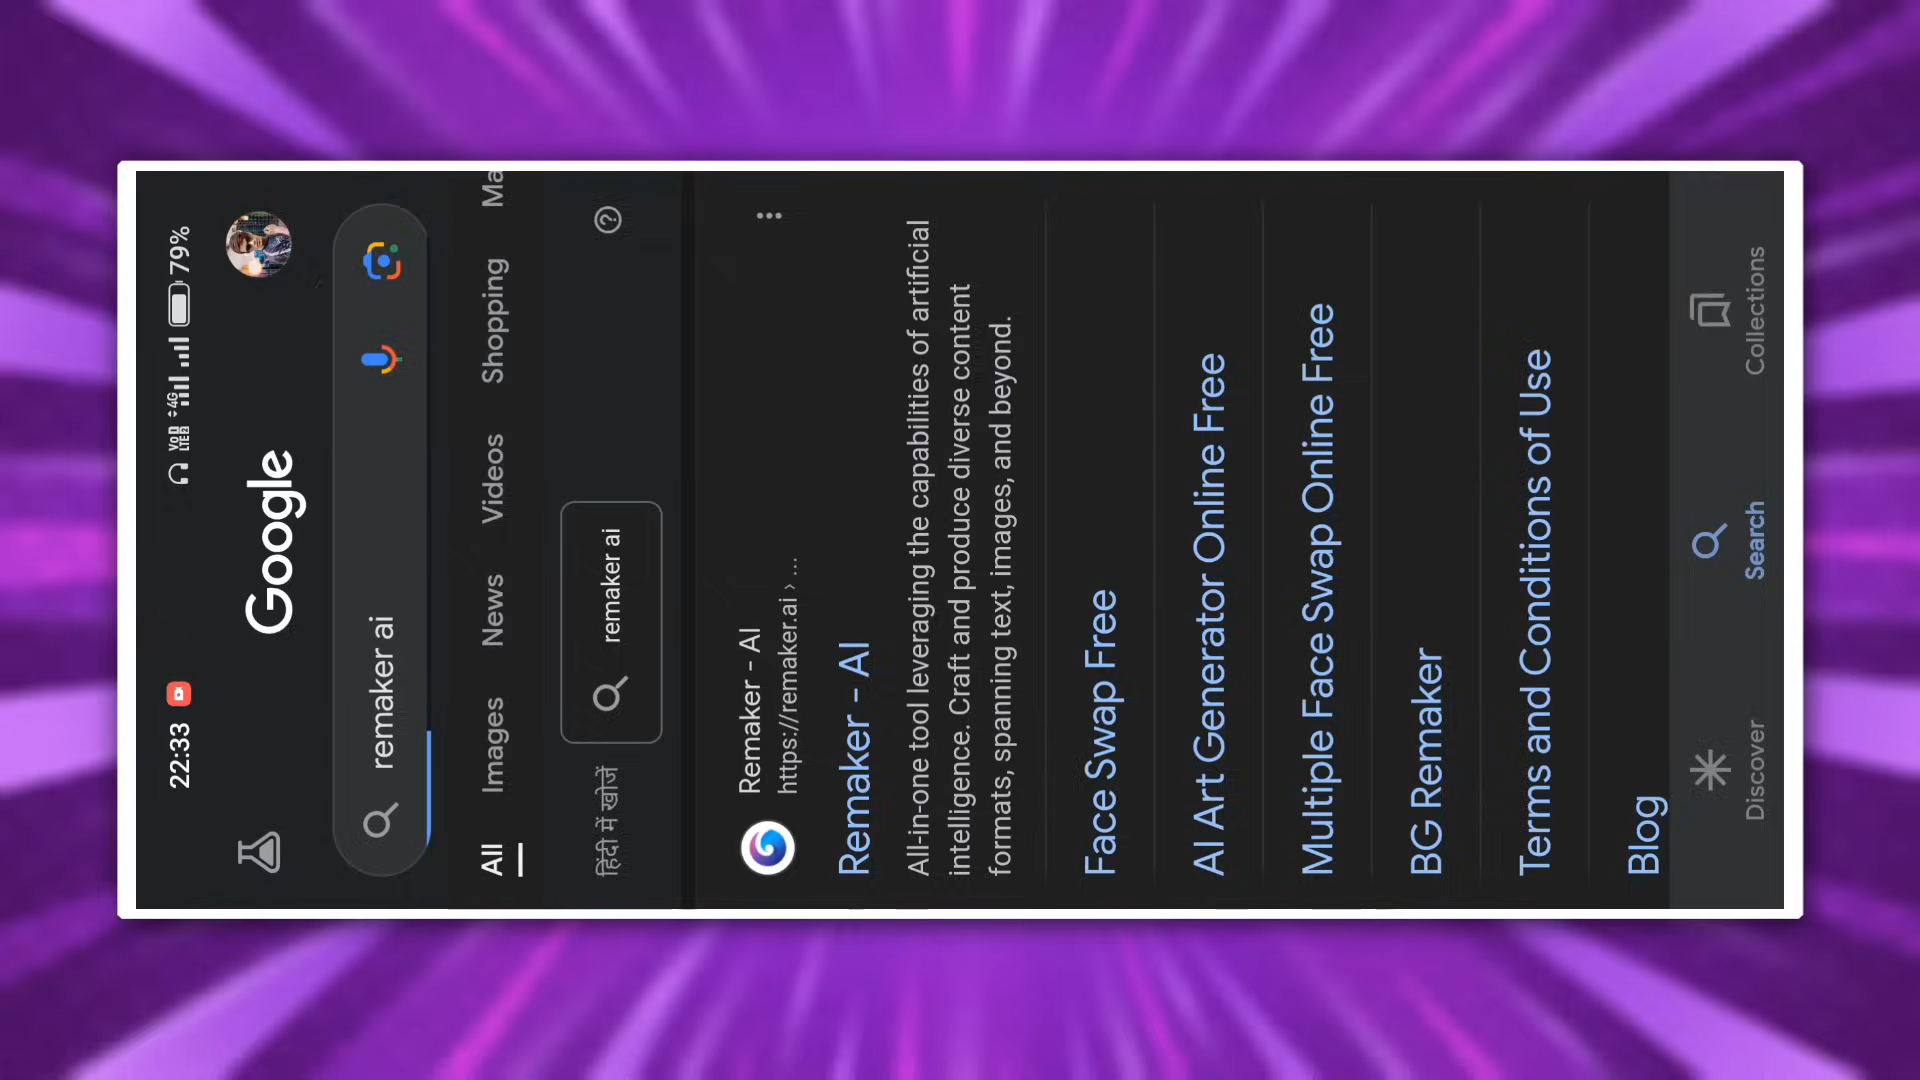 22:33
Vo LTE2 4G
79%
Google
remaker ai
All Images News Videos Shopping Ma
हिंदी में खोजें
remaker ai
Remaker - AI
https://remaker.ai › ...
Remaker - AI
All-in-one tool leveraging the capabilities of artificial
intelligence. Craft and produce diverse content
formats, spanning text, images, and beyond.
Face Swap Free
AI Art Generator Online Free
Multiple Face Swap Online Free
BG Remaker
Terms and Conditions of Use
Blog
Discover Search Collections